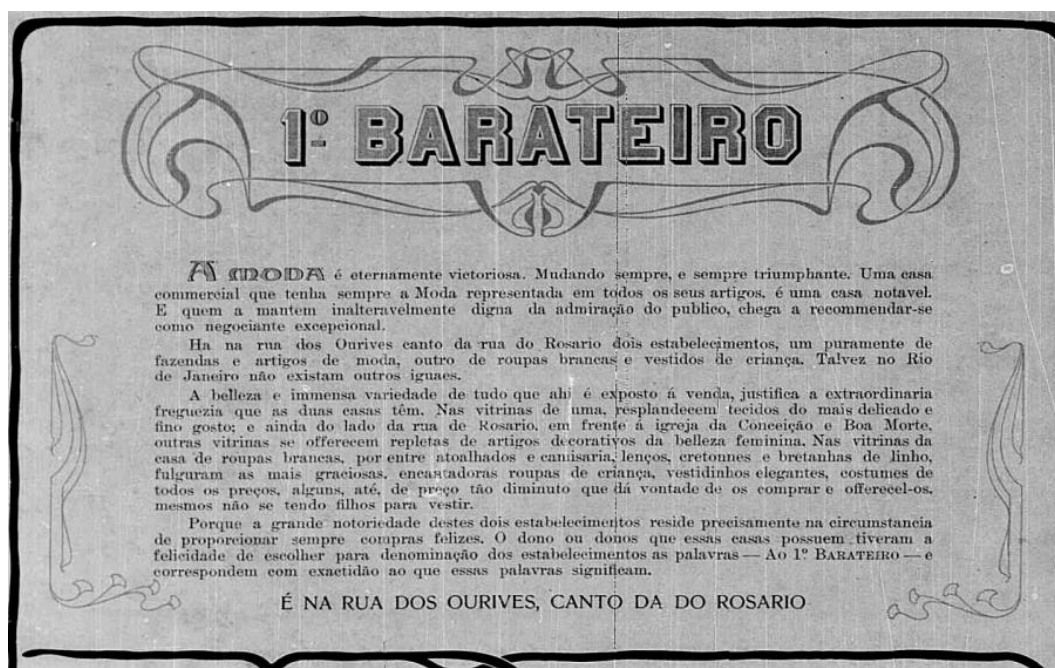 1º BARATEIRO
A MODA é eternamente victoriosa. Mudando sempre, e sempre triumphante. Uma casa
commercial que tenha sempre a Moda representada em todos os seus artigos, é uma casa notavel.
E quem a mantem inalteravelmente digna da admiração do publico, chega a recommendar-se
como negociante excepcional.
Ha na rua dos Ourives canto da rua do Rosario dois estabelecimentos, um puramente de
fazendas e artigos de moda, outro de roupas brancas e vestidos de criança. Talvez no Rio
de Janeiro não existam outros iguaes.
A belleza e immensa variedade de tudo que ahi é exposto á venda, justifica a extraordinaria
freguezia que as duas casas têm. Nas vitrinas de uma, resplandecem tecidos do mais delicado e
fino gosto; e ainda do lado da rua de Rosario, em frente á igreja da Conceição e Boa Morte,
outras vitrinas se offerecem repletas de artigos decorativos da belleza feminina. Nas vitrinas da
casa de roupas brancas, por entre atoalhados e camisaria, lenços, cretonnes e bretanhas de linho,
fulguram as mais graciosas, encantadoras roupas de criança, vestidinhos elegantes, costumes de
todos os preços, alguns, até, de preço tão diminuto que dá vontade de os comprar e offerecel-os,
mesmos não se tendo filhos para vestir.
Porque a grande notoriedade destes dois estabelecimentos reside precisamente na circumstancia
de proporcionar sempre compras felizes. O dono ou donos que essas casas possuem tiveram a
felicidade de escolher para denominação dos estabelecimentos as palavras — Ao 1º BARATEIRO — e
correspondem com exactidão ao que essas palavras significam.
É NA RUA DOS OURIVES, CANTO DA DO ROSARIO